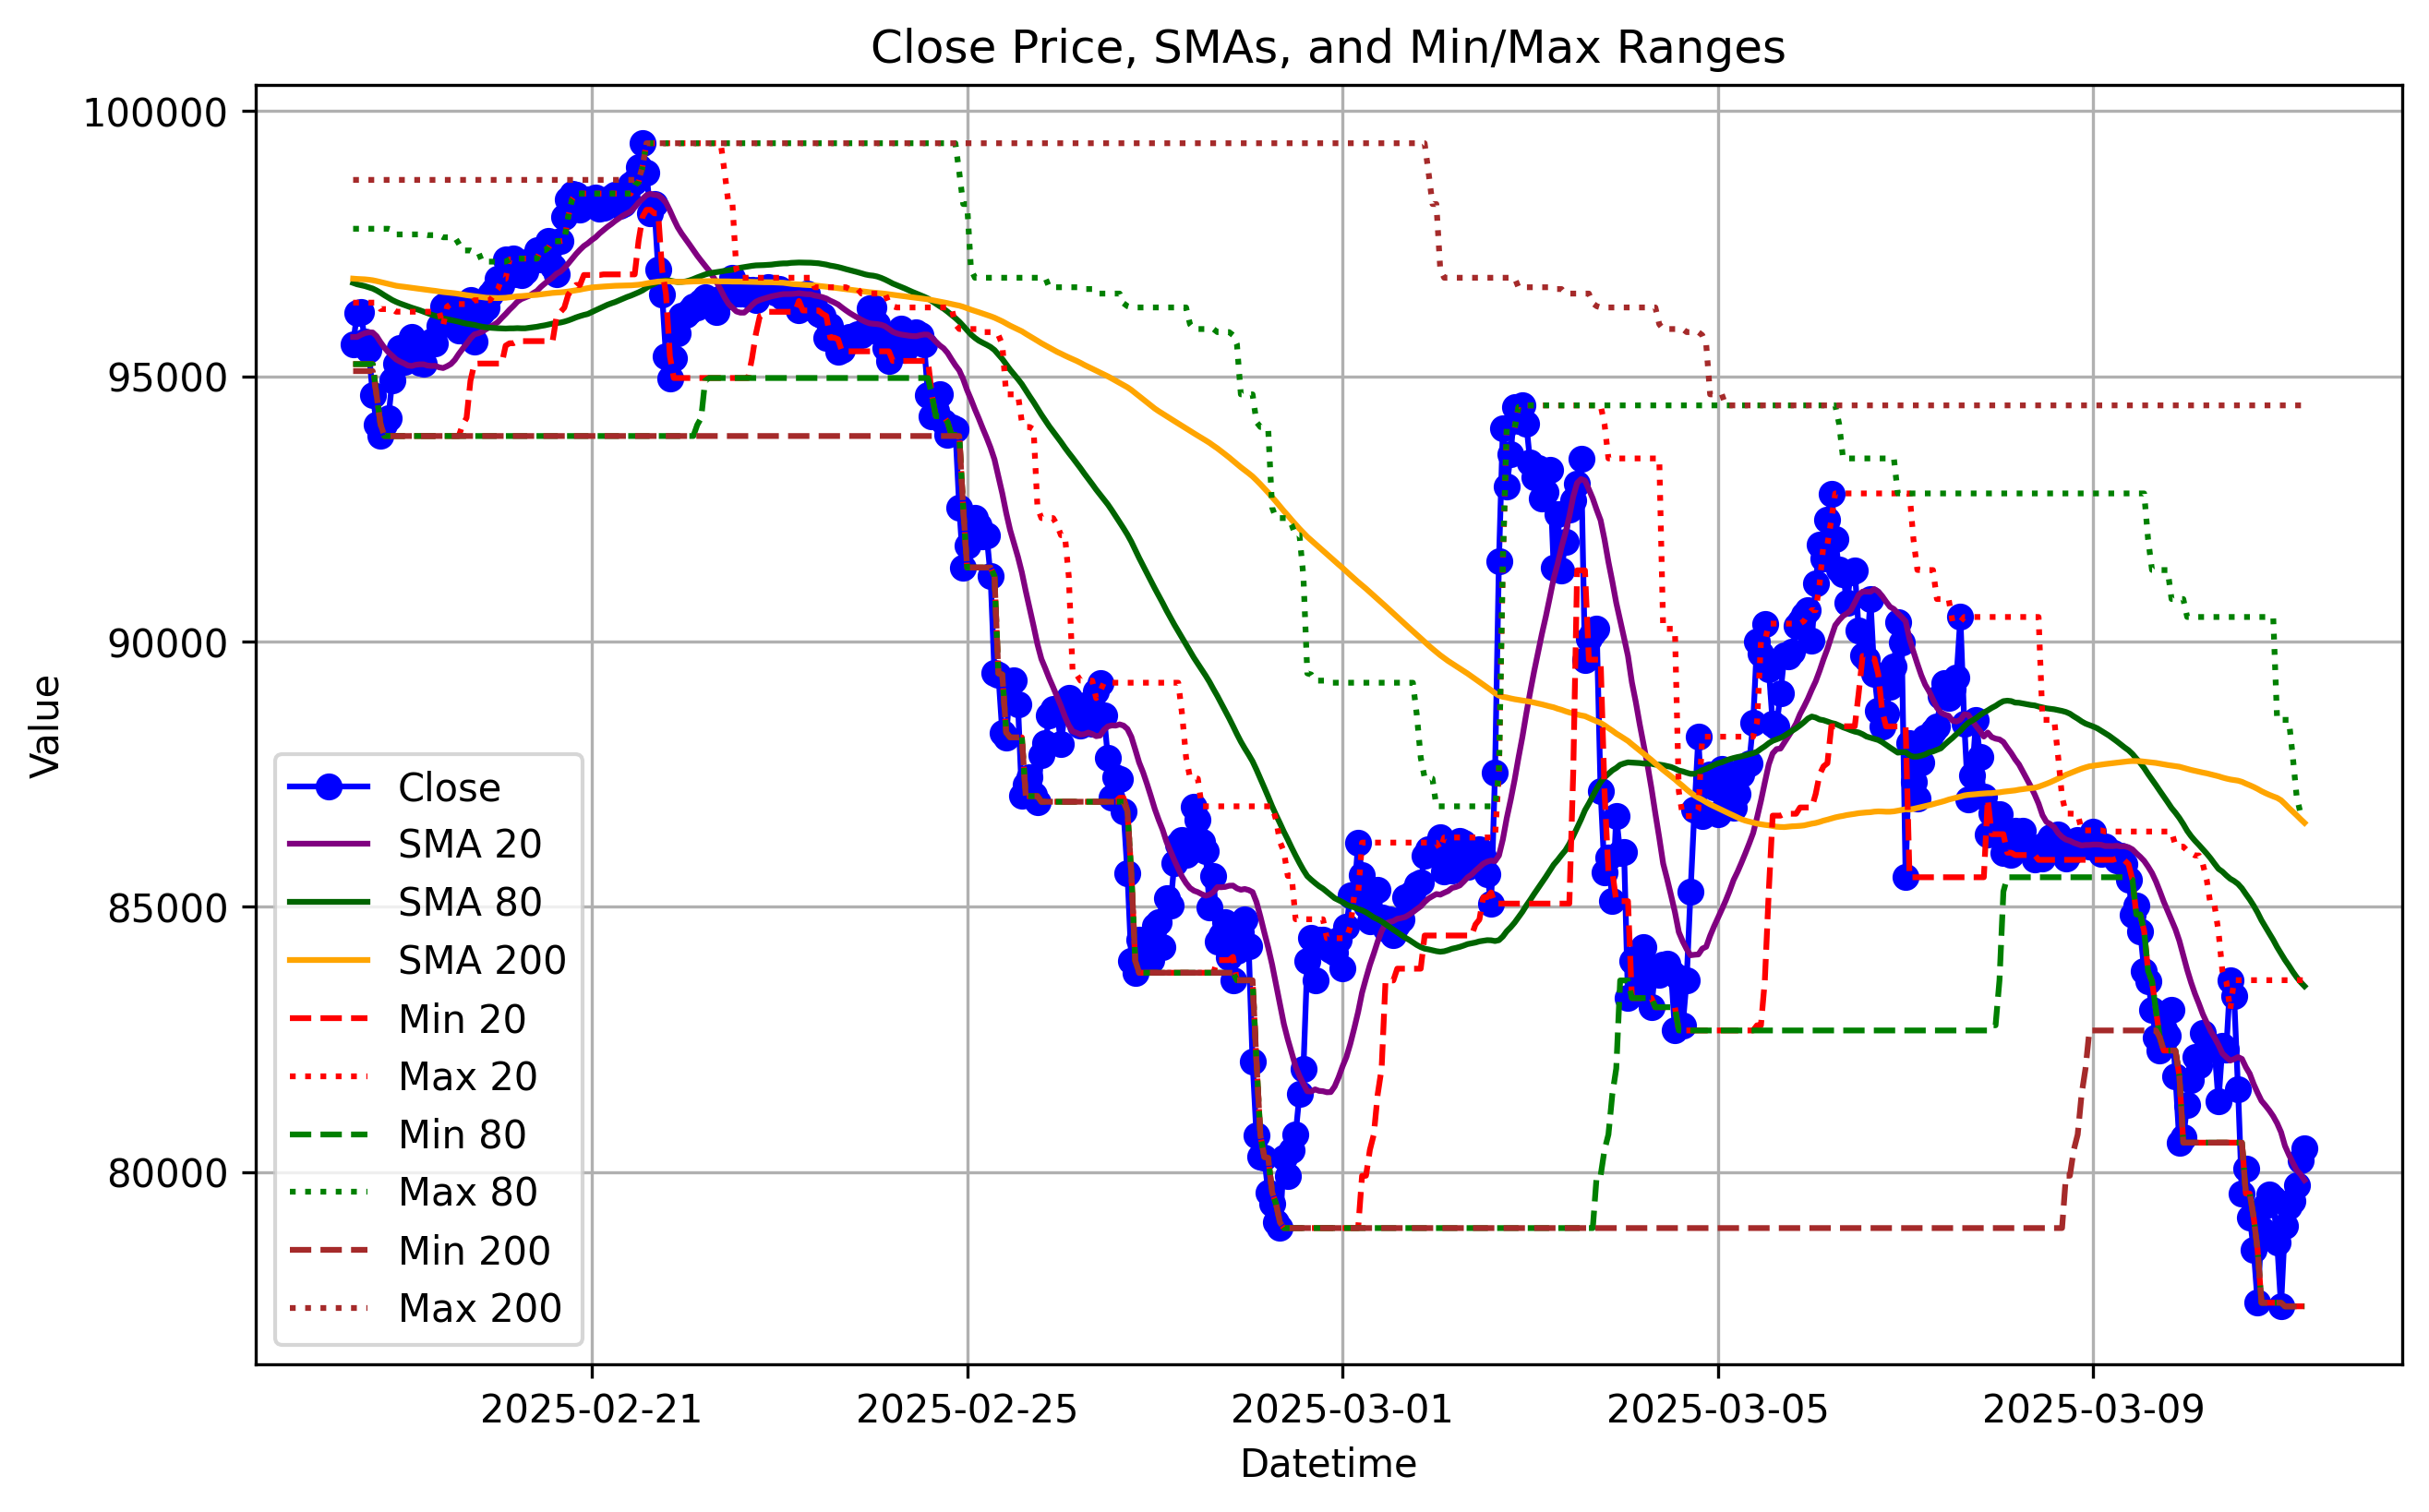 Close Price, SMAs, and Min/Max Ranges
100000
95000
90000
85000
80000
Value
Close
SMA 20
SMA 80
SMA 200
Min 20
Max 20
Min 80
Max 80
Min 200
Max 200
2025-02-21
2025-02-25
2025-03-01
2025-03-05
2025-03-09
Datetime